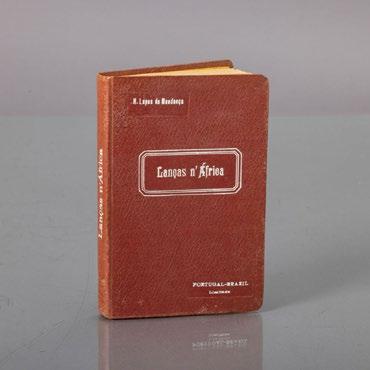 H. Lopes de Mendonça
Lanças n'África
PORTUGAL-BRAZIL
Lanças n'África